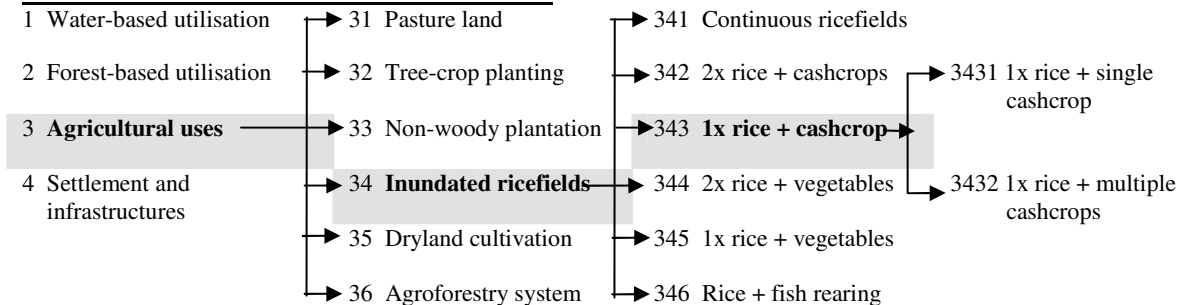 1 Water-based utilisation
2 Forest-based utilisation
3 Agricultural uses
4 Settlement and
infrastructures
31 Pasture land
32 Tree-crop planting
33 Non-woody plantation
34 Inundated ricefields
35 Dryland cultivation
36 Agroforestry system
341 Continuous ricefields
342 2x rice + cashcrops
343 1x rice + cashcrop
344 2x rice + vegetables
345 1x rice + vegetables
346 Rice + fish rearing
3431 1x rice + single
cashcrop
3432 1x rice + multiple
cashcrops